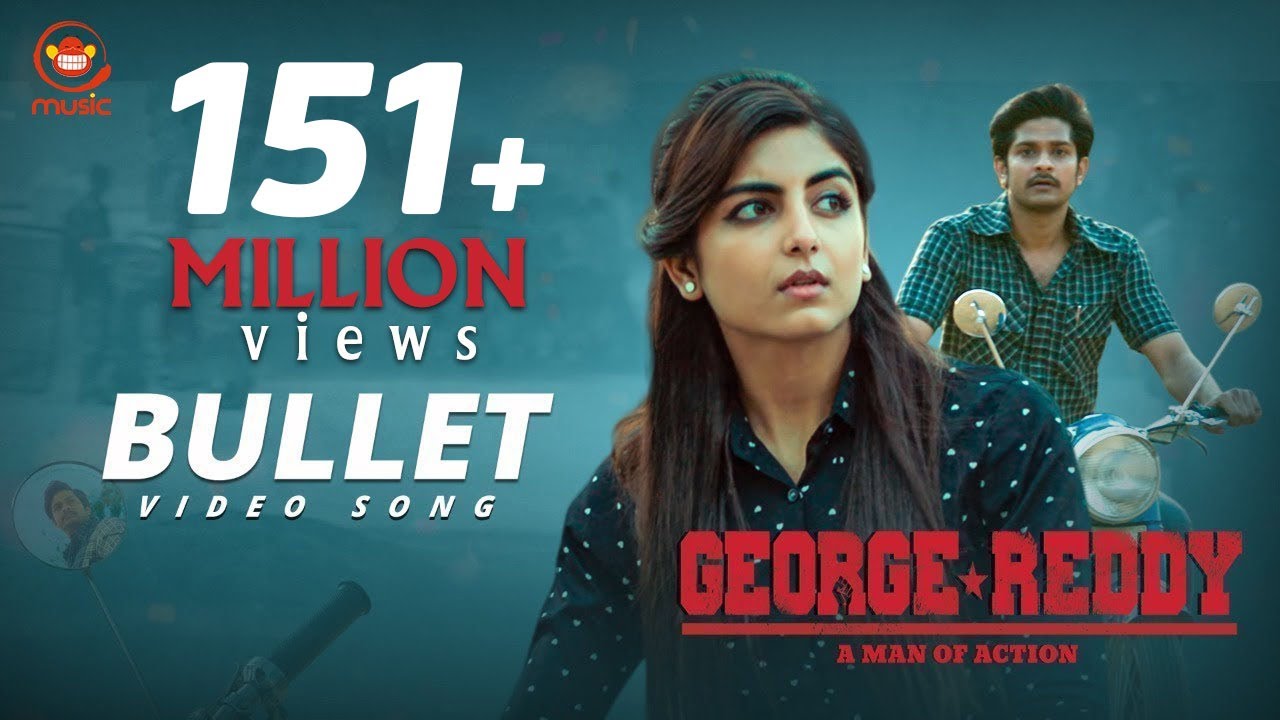 music
151+
MILLION
views
BULLET
VIDEO SONG
GEORGE★REDDY
A MAN OF ACTION